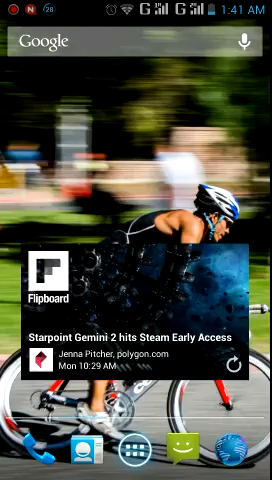 N 28 G G 1:41 AM
Google
Flipboard
Starpoint Gemini 2 hits Steam Early Access
Jenna Pitcher, polygon.com
Mon 10:29 AM